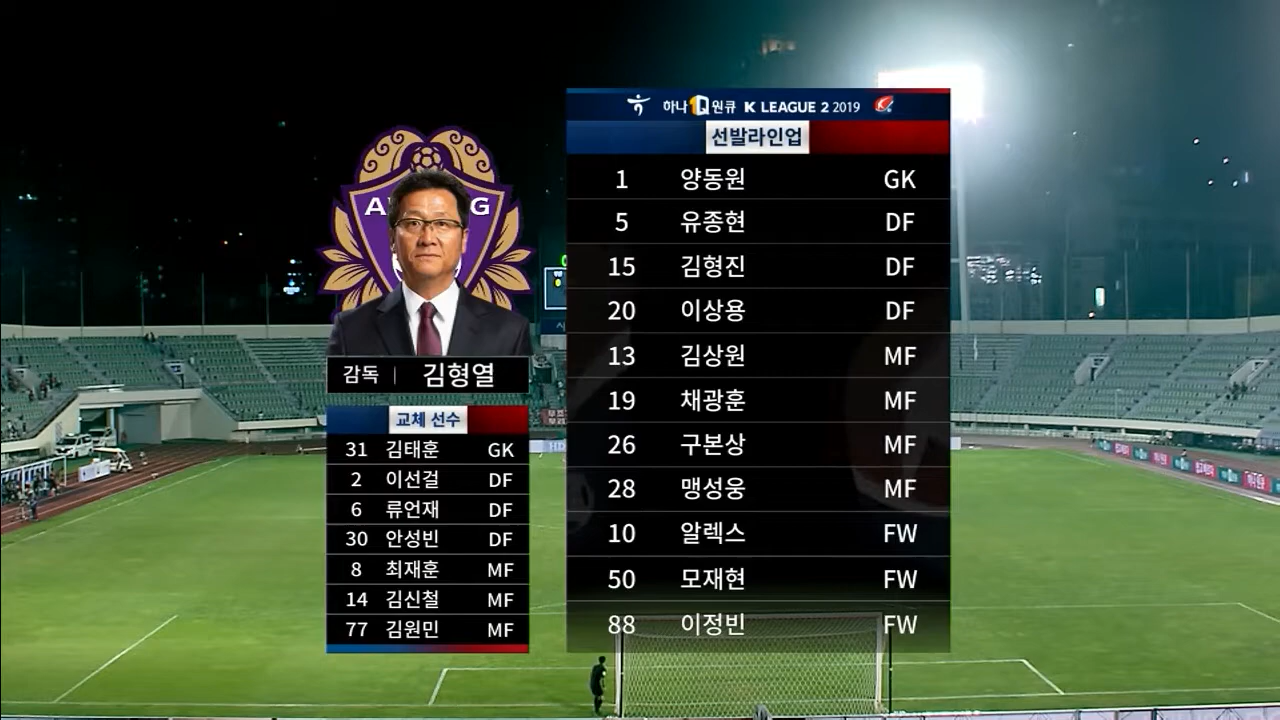 하나 1Q 원큐 K LEAGUE 2 2019
선발라인업
1 양동원 GK
5 유종현 DF
15 김형진 DF
20 이상용 DF
13 김상원 MF
19 채광훈 MF
26 구본상 MF
28 맹성웅 MF
10 알렉스 FW
50 모재현 FW
88 이정빈 FW
감독 | 김형열
교체 선수
31 김태훈 GK
2 이선걸 DF
6 류언재 DF
30 안성빈 DF
8 최재훈 MF
14 김신철 MF
77 김원민 MF